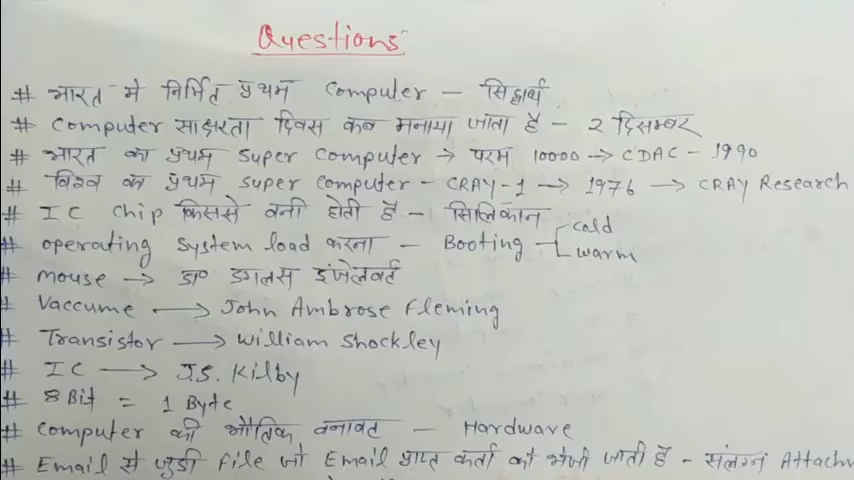 Questions
# भारत मे निर्मित प्रथम Computer – सिद्धार्थ
# Computer साक्षरता दिवस कब मनाया जाता है – 2 दिसम्बर
# भारत का प्रथम Super Computer → परम 10000 → CDAC – 1990
# विश्व का प्रथम Super Computer – CRAY-1 → 1976 → CRAY Research
# IC Chip किससे बनी होती है – सिलिकान
# Operating System load करना – Booting cold warm
# Mouse → डा० डगलस इंजेलवर्ट
# Vaccume → John Ambrose Fleming
# Transistor → William Shockley
# IC → J.S. Kilby
# 8 Bit = 1 Byte
# Computer की भौतिक बनावट – Hardware
# Email से जुडी File जो Email प्राप्त कर्ता को भेजी जाती है – संलग्न Attachm